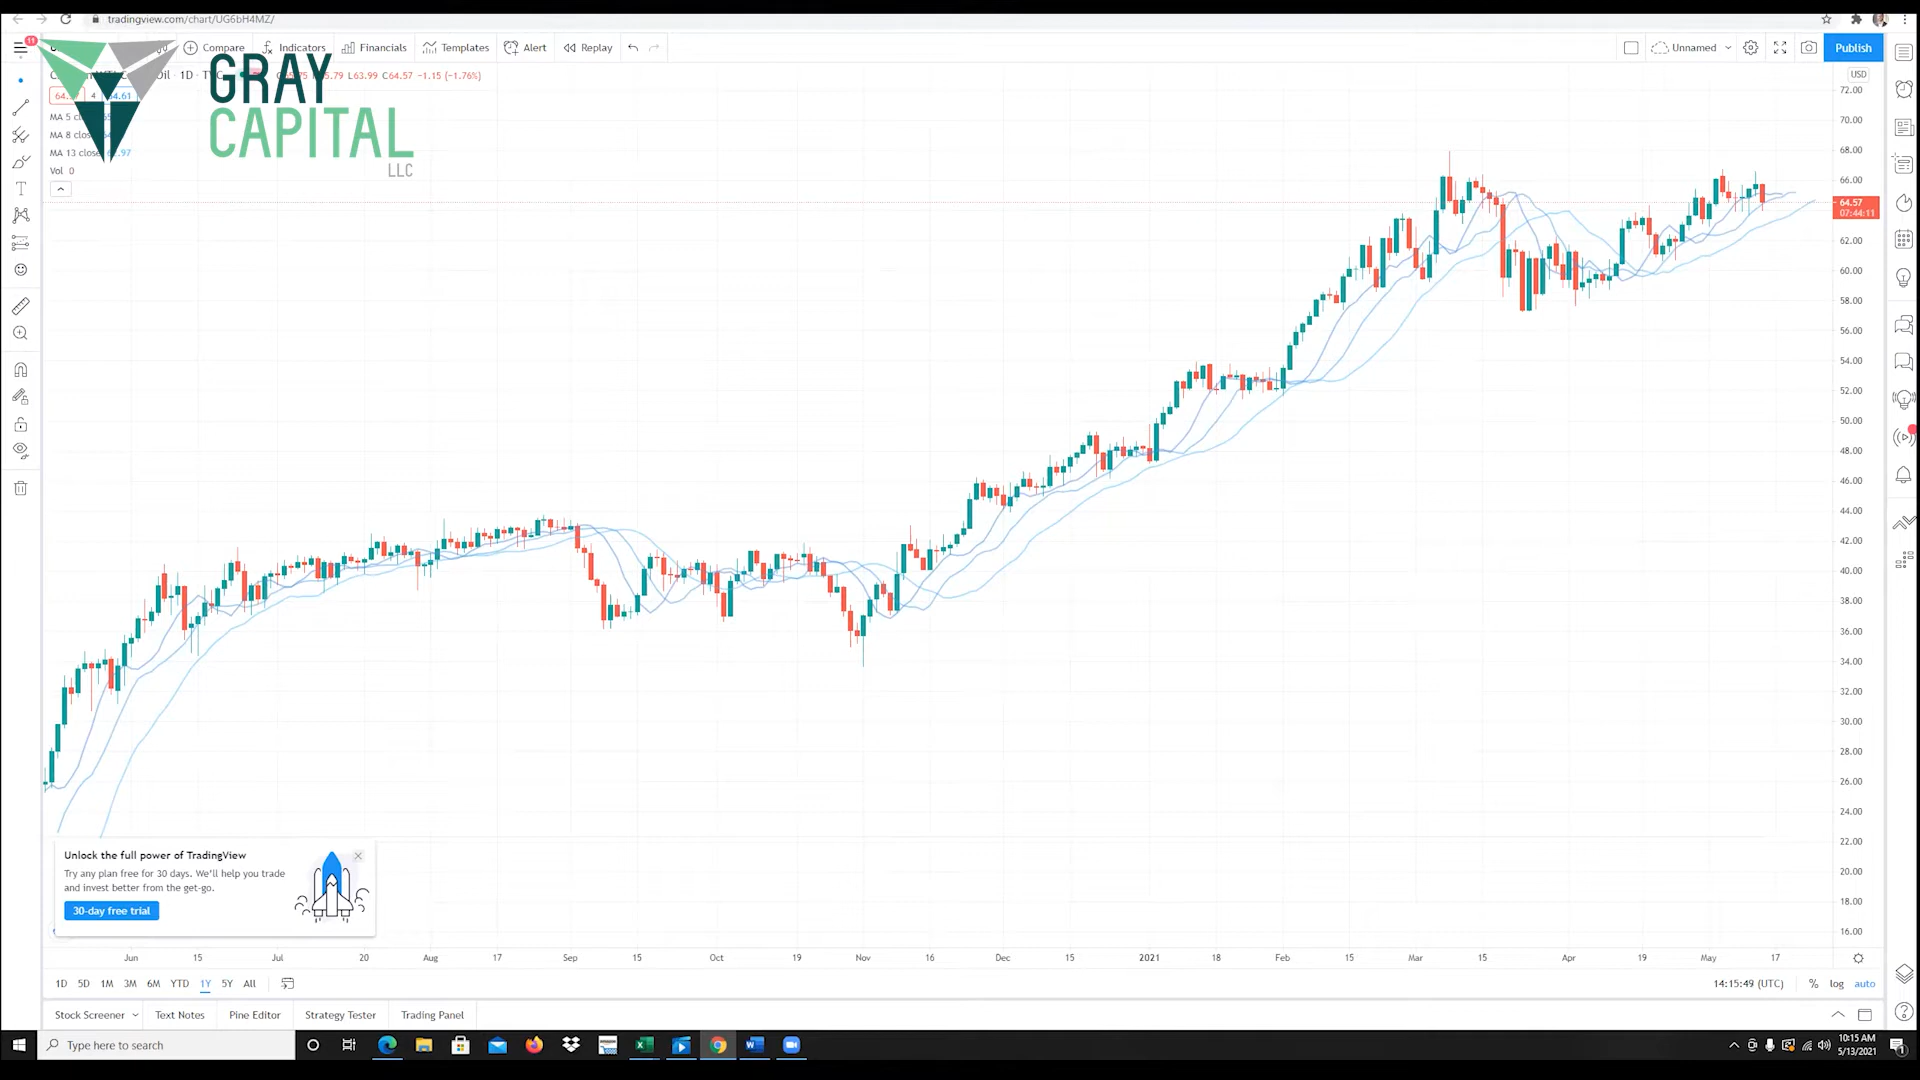 tradingview.com/chart/UG6bH4MZ/
11
Compare
Indicators
Financials
Templates
Alert
Replay
Unnamed
Publish
GRAY
CAPITAL
LLC
Oil · 1D
L63.99 C64.57 −1.15 (−1.76%)
4
MA 5
MA 8
MA 13 close
Vol 0
USD
72.00
70.00
68.00
66.00
64.57
07:44:11
62.00
60.00
58.00
56.00
54.00
52.00
50.00
48.00
46.00
44.00
42.00
40.00
38.00
36.00
34.00
32.00
30.00
28.00
26.00
24.00
22.00
20.00
18.00
16.00
Unlock the full power of TradingView
Try any plan free for 30 days. We'll help you trade
and invest better from the get-go.
30-day free trial
Jun 15 Jul 20 Aug 17 Sep 15 Oct 19 Nov 16 Dec 15 2021 18 Feb 15 Mar 15 Apr 19 May 17
1D 5D 1M 3M 6M YTD 1Y 5Y All
14:15:49 (UTC) % log auto
Stock Screener Text Notes Pine Editor Strategy Tester Trading Panel
Type here to search
10:15 AM
5/13/2021